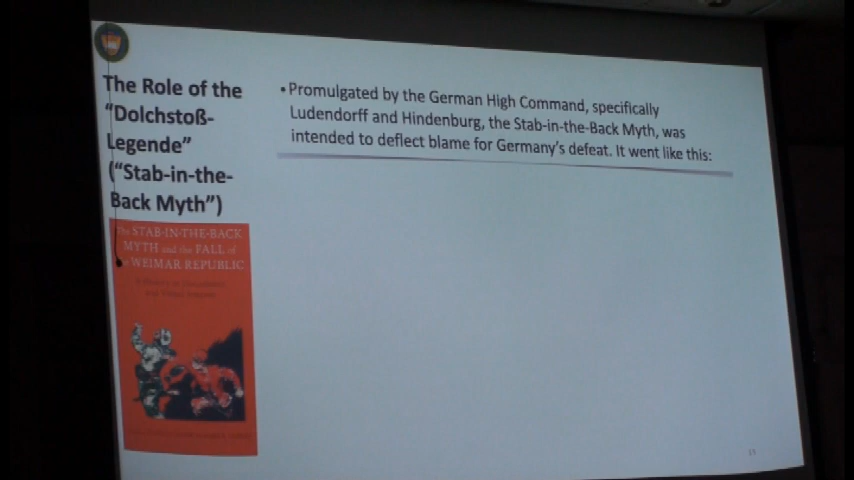 The Role of the
“Dolchstoß-
Legende”
(“Stab-in-the-
Back Myth”)
•Promulgated by the German High Command, specifically
Ludendorff and Hindenburg, the Stab-in-the-Back Myth, was
intended to deflect blame for Germany’s defeat. It went like this:
The STAB-IN-THE-BACK
MYTH and the FALL of
WEIMAR REPUBLIC